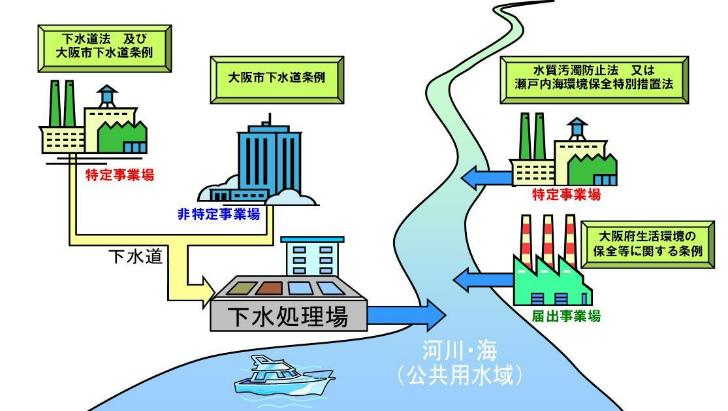 下水道法　及び
大阪市下水道条例
大阪市下水道条例
水質汚濁防止法　又は
瀬戸内海環境保全特別措置法
特定事業場
非特定事業場
特定事業場
大阪府生活環境の
保全等に関する条例
下水道
下水処理場
届出事業場
河川・海
（公共用水域）